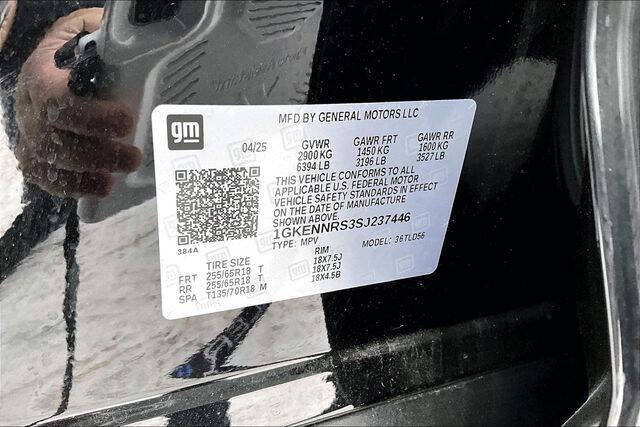 MFD BY GENERAL MOTORS LLC
gm
04/25 GVWR GAWR FRT GAWR RR
2900 KG 1450 KG 1600 KG
6394 LB 3196 LB 3527 LB
THIS VEHICLE CONFORMS TO ALL
APPLICABLE U.S. FEDERAL MOTOR
VEHICLE SAFETY STANDARDS IN EFFECT
ON THE DATE OF MANUFACTURE
SHOWN ABOVE.
1GKENNRS3SJ237446
TYPE: MPV MODEL: 36TLD56
384A
TIRE SIZE RIM
FRT 255/65R18 T 18X7.5J
RR 255/65R18 T 18X7.5J
SPA T135/70R18 M 18X4.5B